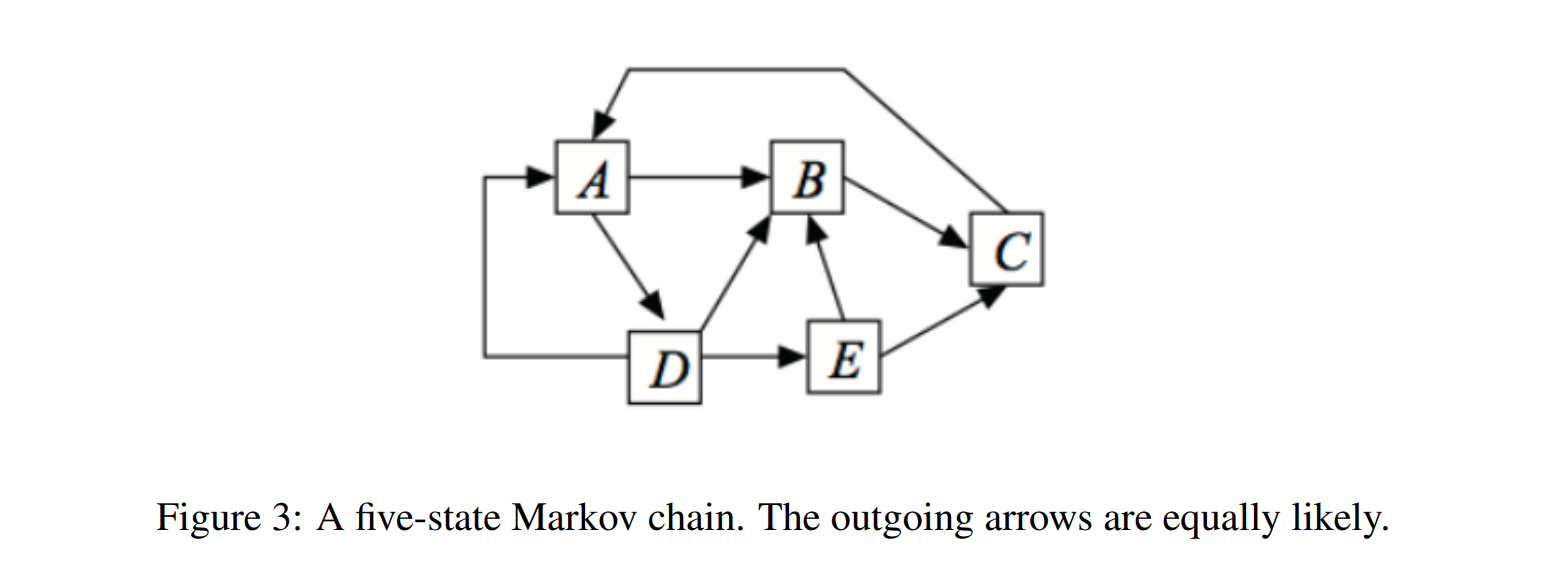 A
B
C
D
E
Figure 3: A five-state Markov chain. The outgoing arrows are equally likely.